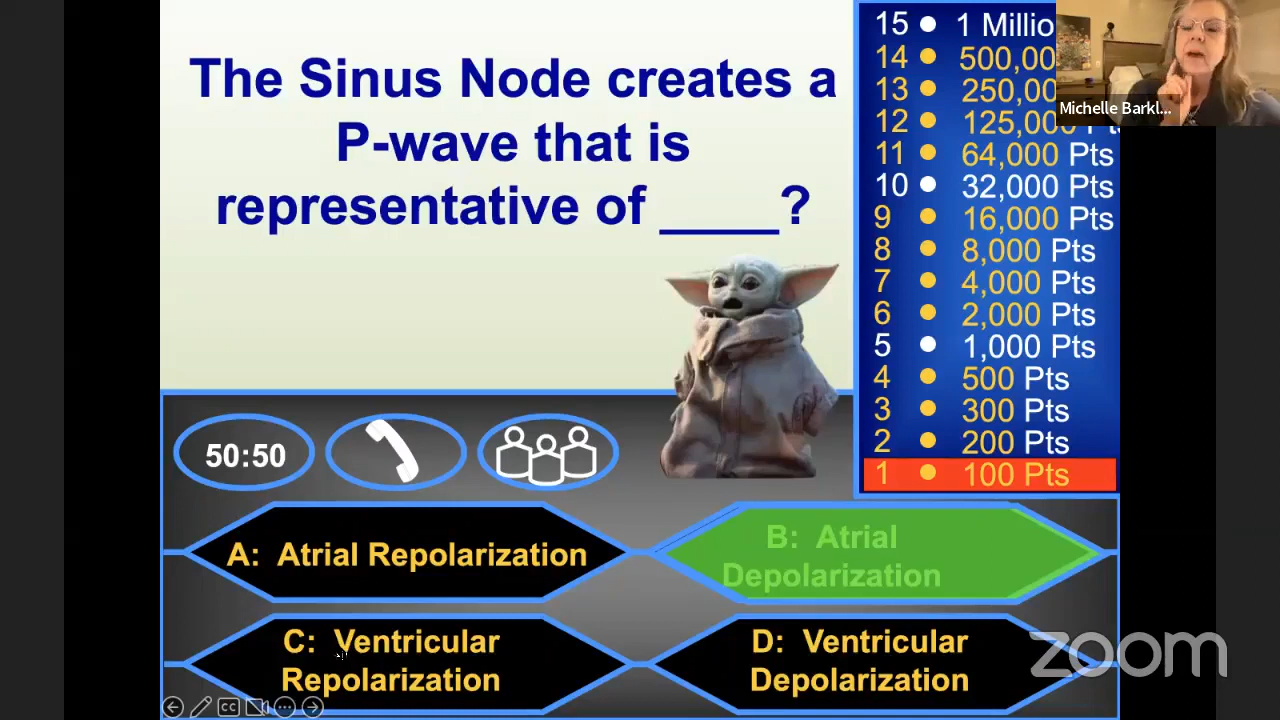 The Sinus Node creates a
P-wave that is
representative of ____?
15 • 1 Millio
14 • 500,00
13 • 250,00
12 • 125,000 Pts
11 • 64,000 Pts
10 • 32,000 Pts
9 • 16,000 Pts
8 • 8,000 Pts
7 • 4,000 Pts
6 • 2,000 Pts
5 • 1,000 Pts
4 • 500 Pts
3 • 300 Pts
2 • 200 Pts
1 • 100 Pts
Michelle Barkl...
50:50
A: Atrial Repolarization
B: Atrial
Depolarization
C: Ventricular
Repolarization
D: Ventricular
Depolarization
CC
zoom